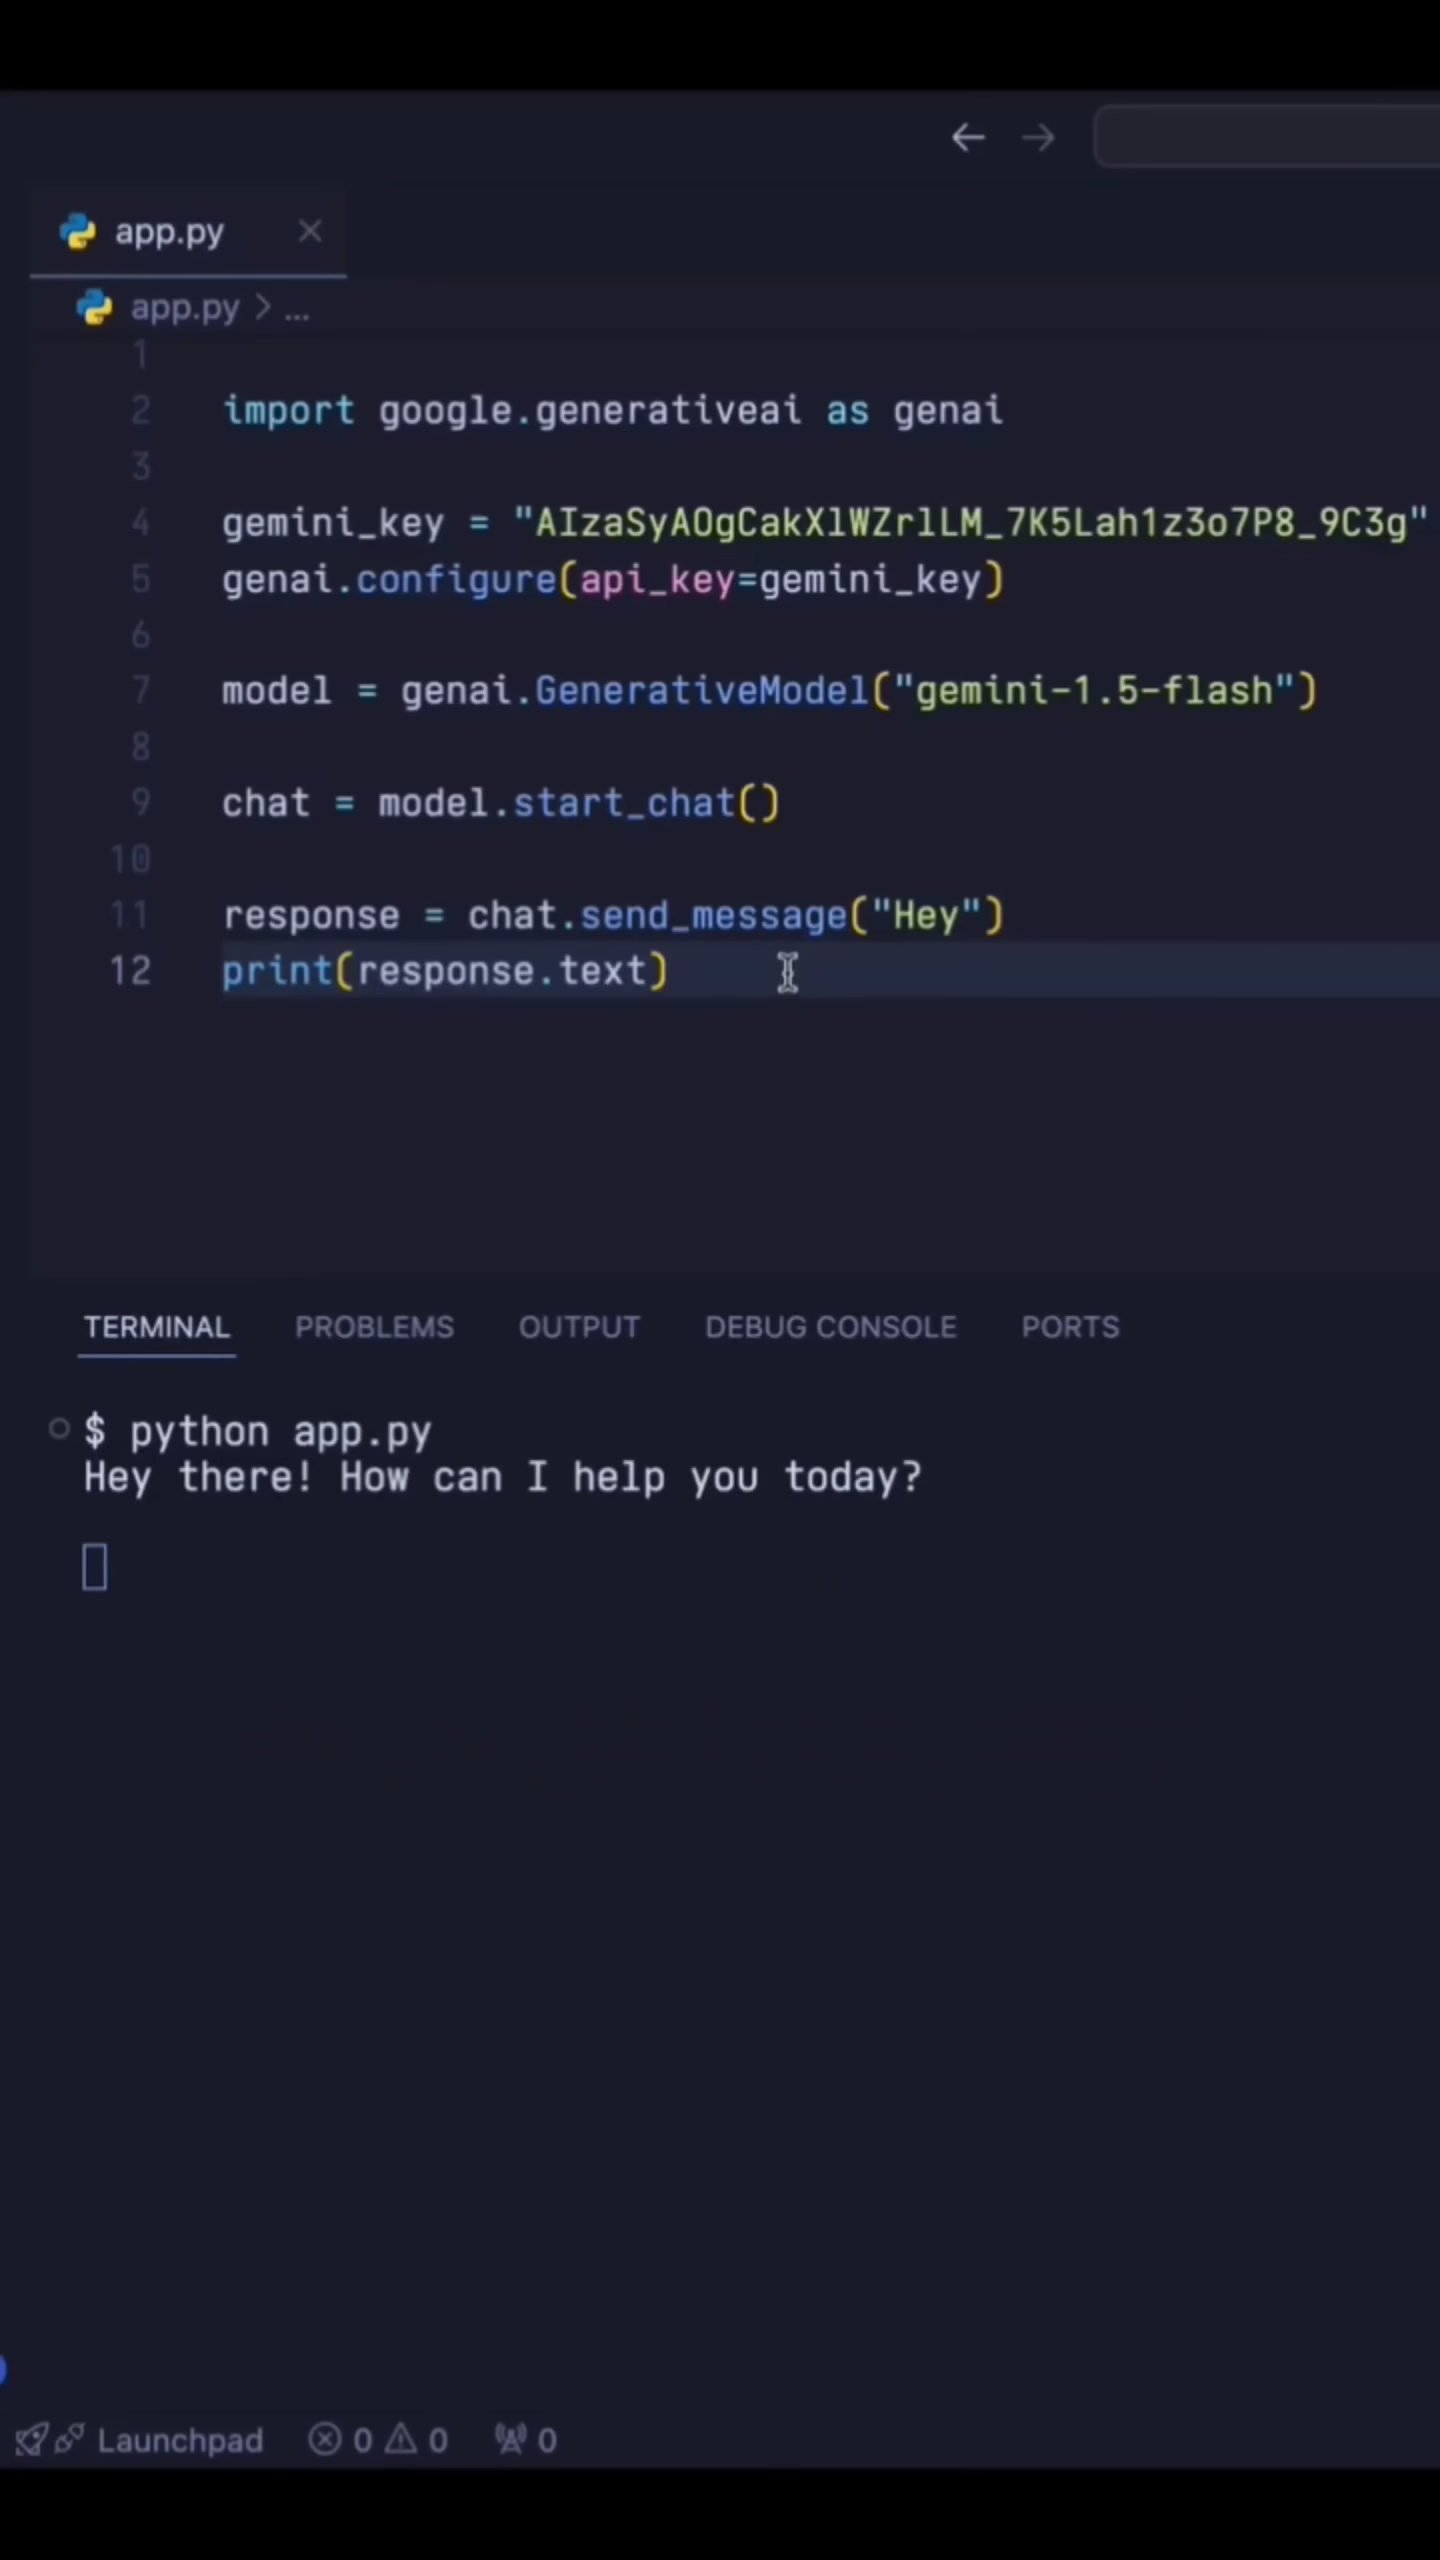 app.py
app.py > ...
1
2 import google.generativeai as genai
3
4 gemini_key = "AIzaSyAOgCakXlWZrlLM_7K5Lah1z3o7P8_9C3g"
5 genai.configure(api_key=gemini_key)
6
7 model = genai.GenerativeModel("gemini-1.5-flash")
8
9 chat = model.start_chat()
10
11 response = chat.send_message("Hey")
12 print(response.text)
TERMINAL PROBLEMS OUTPUT DEBUG CONSOLE PORTS
$ python app.py
Hey there! How can I help you today?
Launchpad 0 0 0